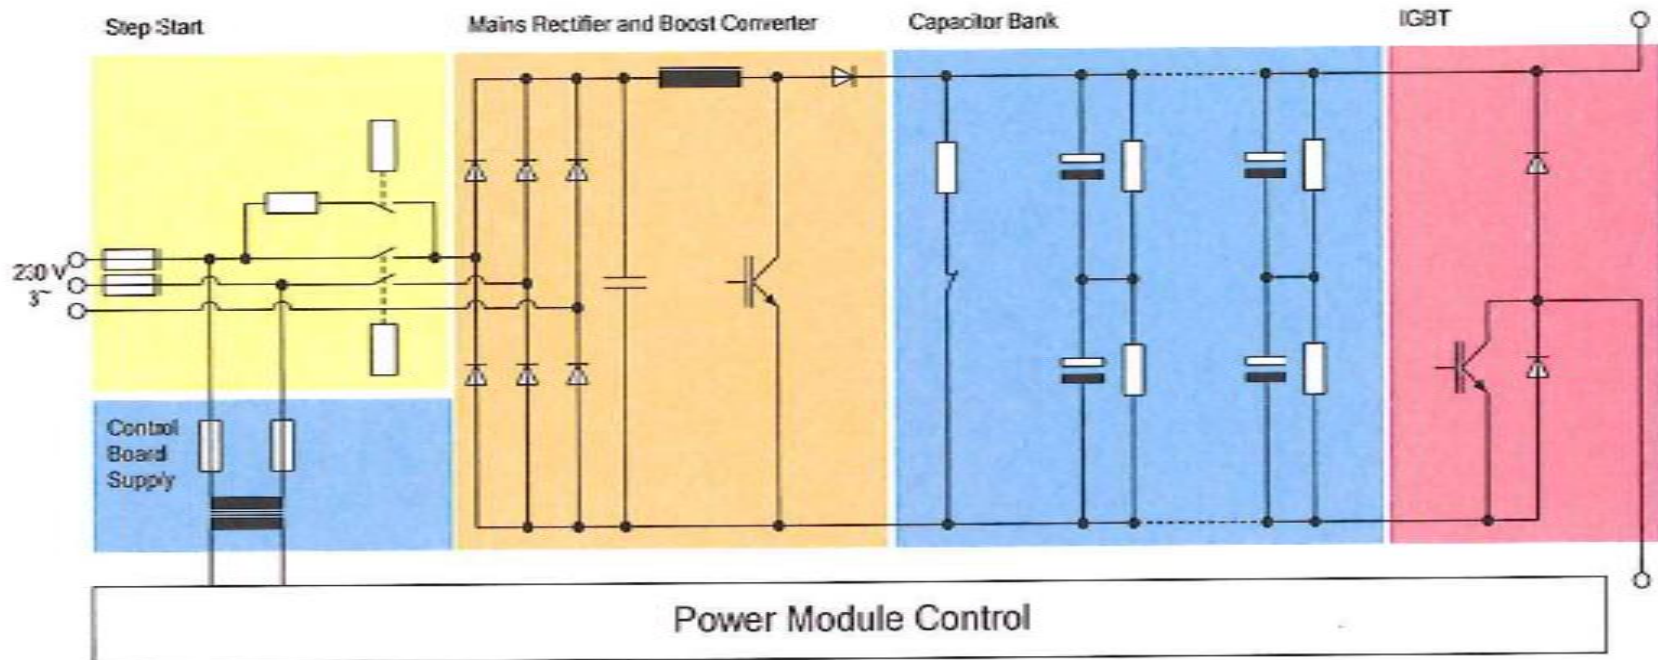 Step Start
Mains Rectifier and Boost Converter
Capacitor Bank
IGBT
230 V
3~
Control
Board
Supply
Power Module Control